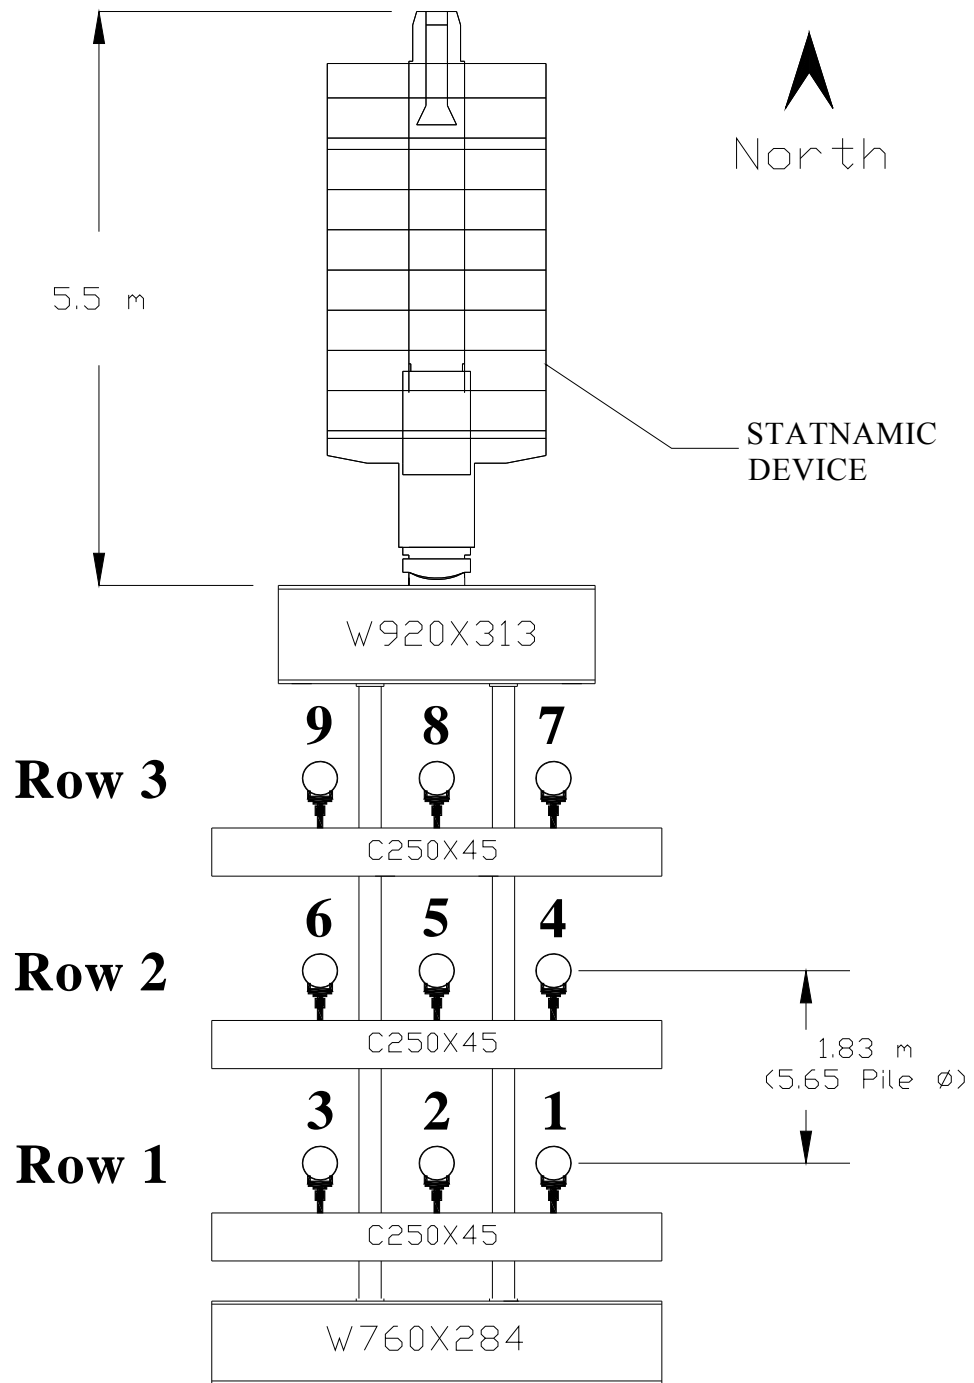 North
5.5 m
STATNAMIC
DEVICE
W920X313
9 8 7
Row 3
C250X45
6 5 4
Row 2
C250X45
1.83 m
(5.65 Pile Ø)
3 2 1
Row 1
C250X45
W760X284